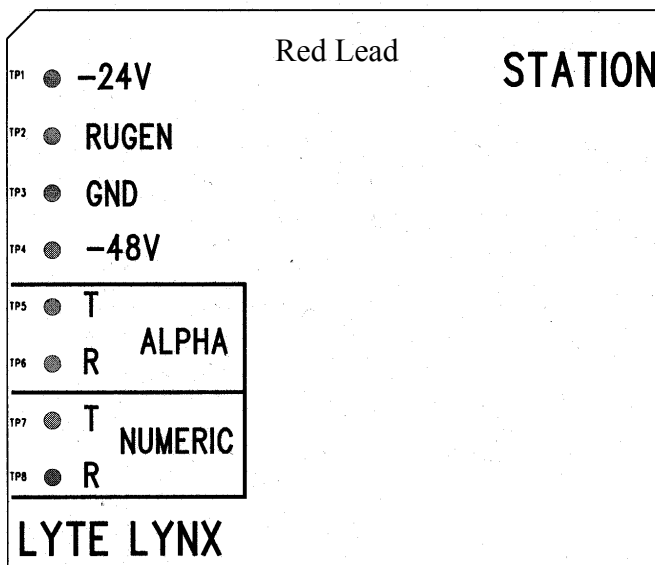 Red Lead
STATION
TP1 -24V
TP2 RUGEN
TP3 GND
TP4 -48V
TP5 T
ALPHA
TP6 R
TP7 T
NUMERIC
TP8 R
LYTE LYNX